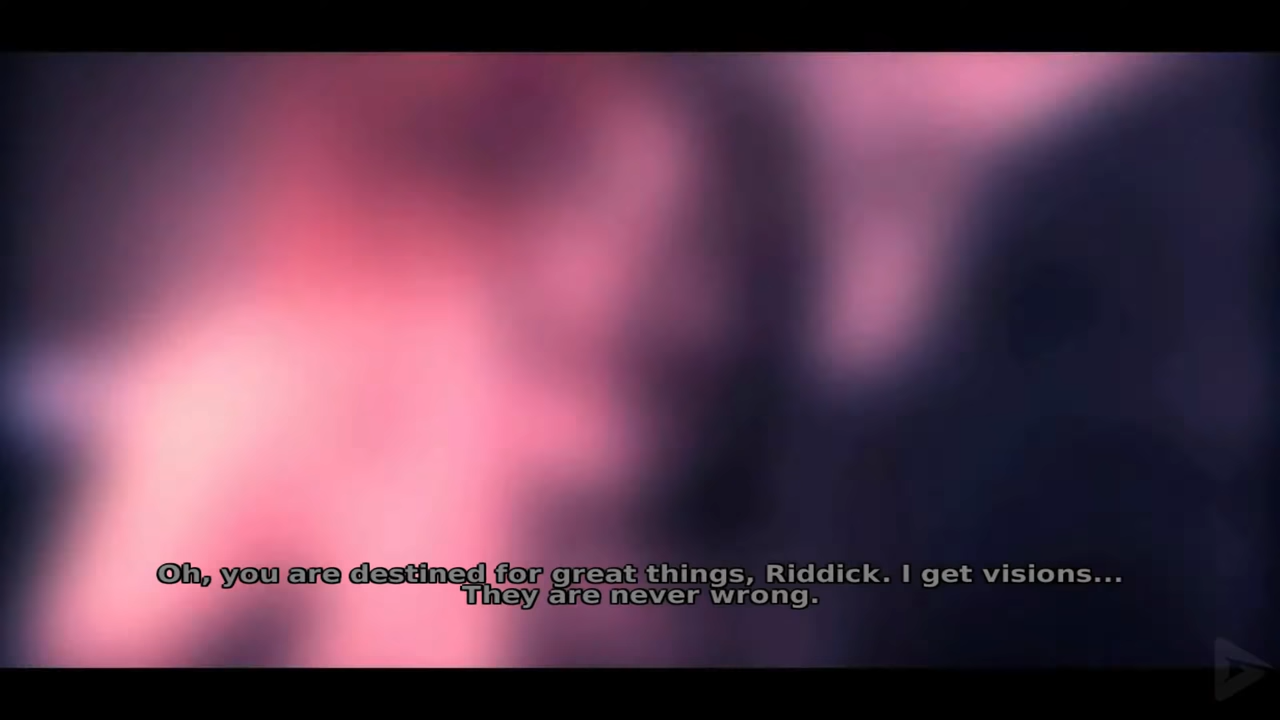 Oh, you are destined for great things, Riddick. I get visions...
They are never wrong.